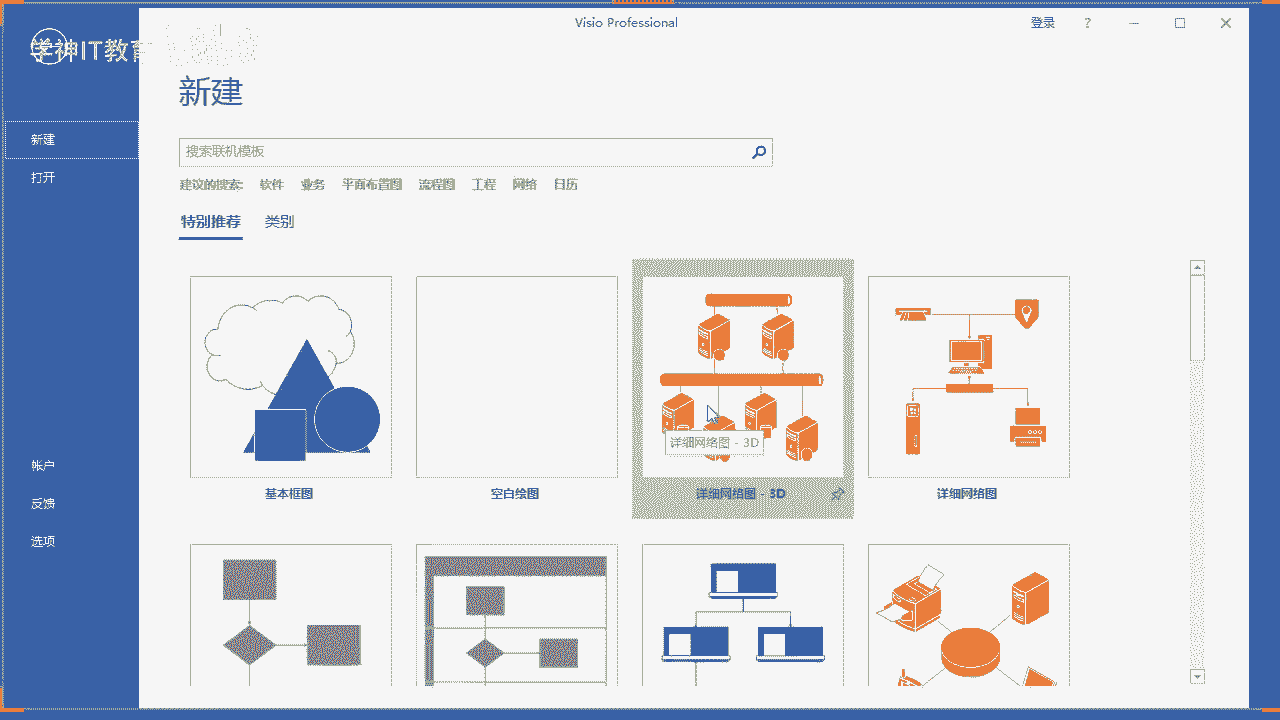 Visio Professional
登录
?
学神IT教育
新建
新建
打开
帐户
反馈
选项
搜索联机模板
建议的搜索: 软件 业务 平面布置图 流程图 工程 网络 日历
特别推荐 类别
详细网络图 - 3D
基本框图
空白绘图
详细网络图 - 3D
详细网络图